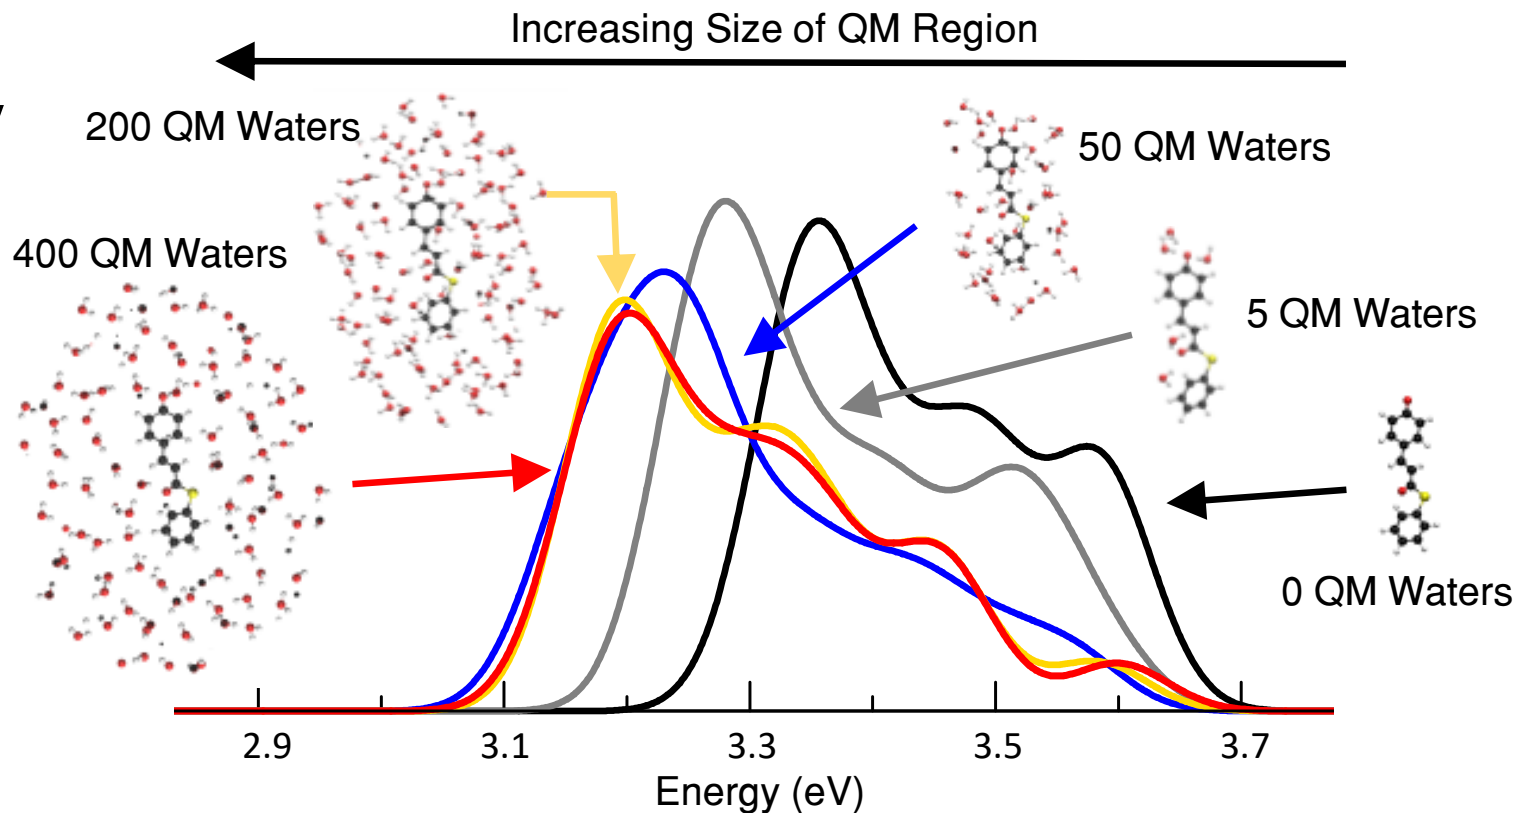 Increasing Size of QM Region
200 QM Waters
50 QM Waters
400 QM Waters
5 QM Waters
0 QM Waters
2.9 3.1 3.3 3.5 3.7
Energy (eV)